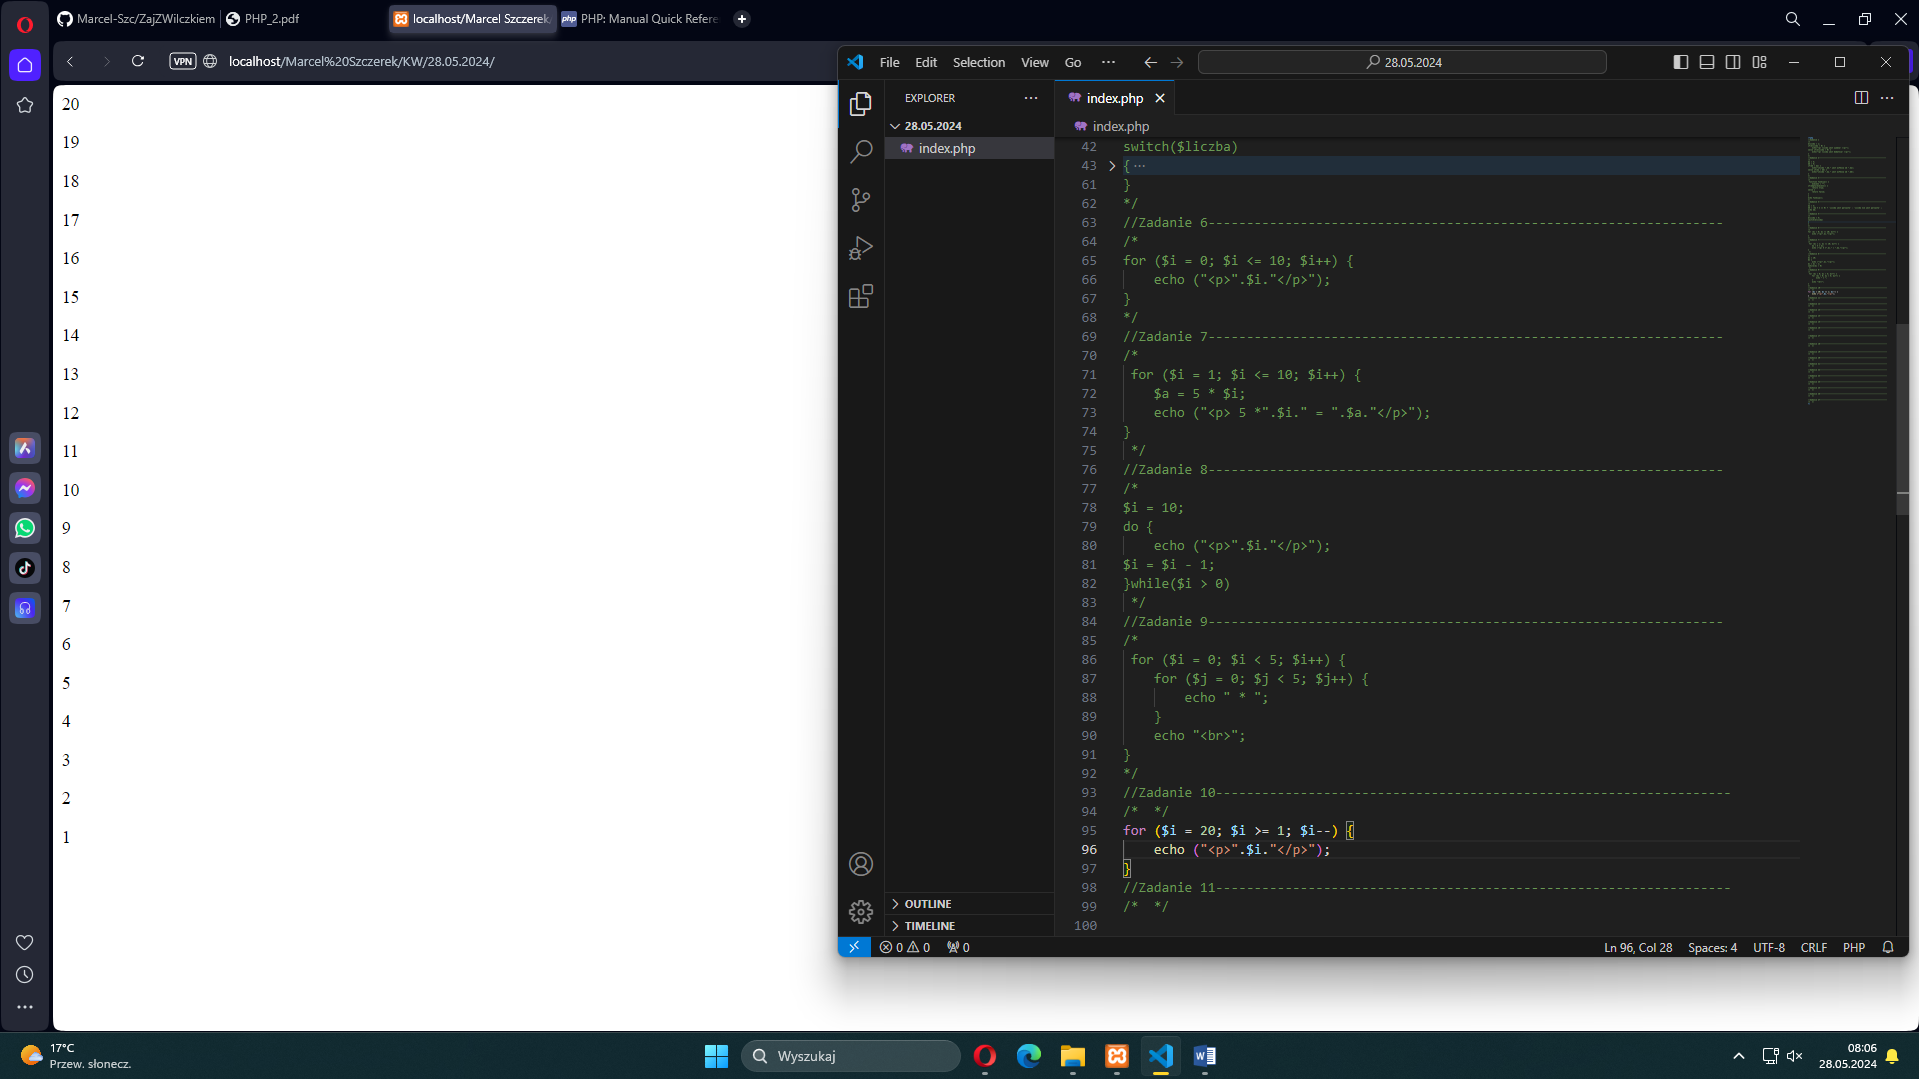 Marcel-Szc/ZajZWilczkiem
PHP_2.pdf
localhost/Marcel Szczerek/
PHP: Manual Quick Refere
VPN
localhost/Marcel%20Szczerek/KW/28.05.2024/
20
19
18
17
16
15
14
13
12
11
10
9
8
7
6
5
4
3
2
1
File Edit Selection View Go ···
28.05.2024
EXPLORER ···
28.05.2024
index.php
OUTLINE
TIMELINE
index.php
index.php
42 switch($liczba)
43 { ···
61 }
62 */
63 //Zadanie 6-------------------------------------------------------------------
64 /*
65 for ($i = 0; $i <= 10; $i++) {
66     echo ("<p>".$i."</p>");
67 }
68 */
69 //Zadanie 7-------------------------------------------------------------------
70 /*
71  for ($i = 1; $i <= 10; $i++) {
72     $a = 5 * $i;
73     echo ("<p> 5 *".$i." = ".$a."</p>");
74 }
75  */
76 //Zadanie 8-------------------------------------------------------------------
77 /*
78 $i = 10;
79 do {
80     echo ("<p>".$i."</p>");
81 $i = $i - 1;
82 }while($i > 0)
83  */
84 //Zadanie 9-------------------------------------------------------------------
85 /*
86  for ($i = 0; $i < 5; $i++) {
87     for ($j = 0; $j < 5; $j++) {
88         echo " * ";
89     }
90     echo "<br>";
91 }
92 */
93 //Zadanie 10-------------------------------------------------------------------
94 /*  */
95 for ($i = 20; $i >= 1; $i--) {
96     echo ("<p>".$i."</p>");
97 }
98 //Zadanie 11-------------------------------------------------------------------
99 /*  */
100
0 0 0
Ln 96, Col 28 Spaces: 4 UTF-8 CRLF PHP
17°C
Przew. słonecz.
Wyszukaj
08:06
28.05.2024